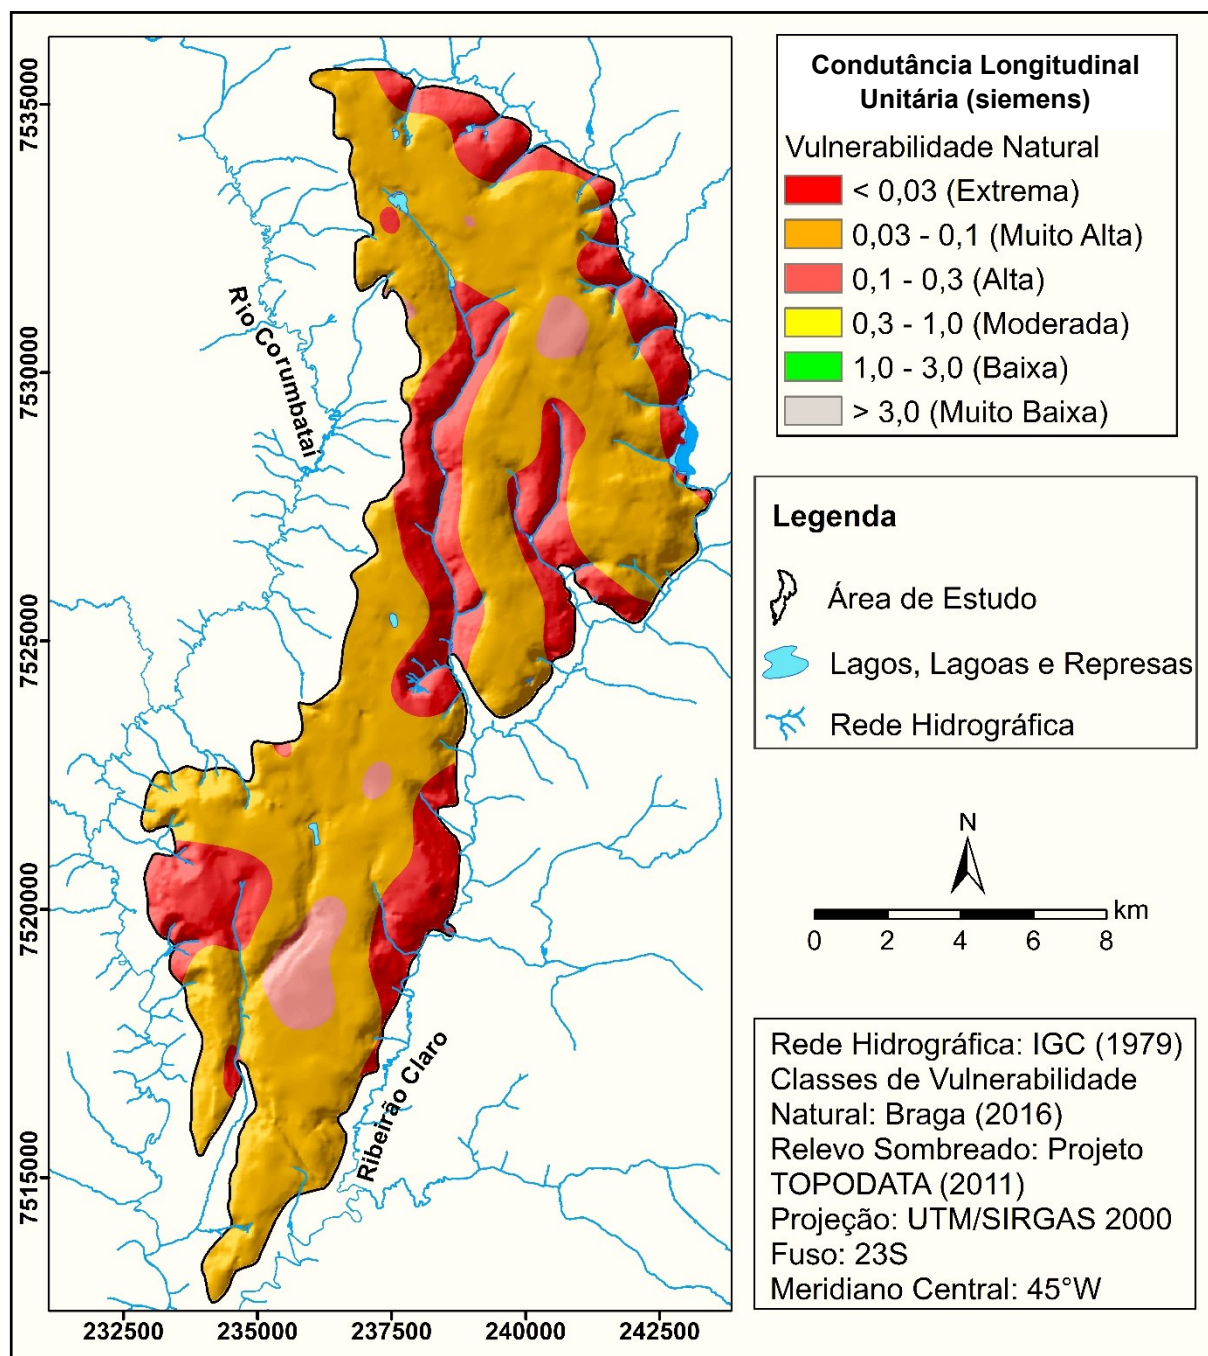 Condutância Longitudinal
Unitária (siemens)
Vulnerabilidade Natural
< 0,03 (Extrema)
0,03 - 0,1 (Muito Alta)
0,1 - 0,3 (Alta)
0,3 - 1,0 (Moderada)
1,0 - 3,0 (Baixa)
> 3,0 (Muito Baixa)
Legenda
Área de Estudo
Lagos, Lagoas e Represas
Rede Hidrográfica
N
km
0 2 4 6 8
Rede Hidrográfica: IGC (1979)
Classes de Vulnerabilidade
Natural: Braga (2016)
Relevo Sombreado: Projeto
TOPODATA (2011)
Projeção: UTM/SIRGAS 2000
Fuso: 23S
Meridiano Central: 45°W
Rio Corumbataí
Ribeirão Claro
7535000
7530000
7525000
7520000
7515000
232500 235000 237500 240000 242500